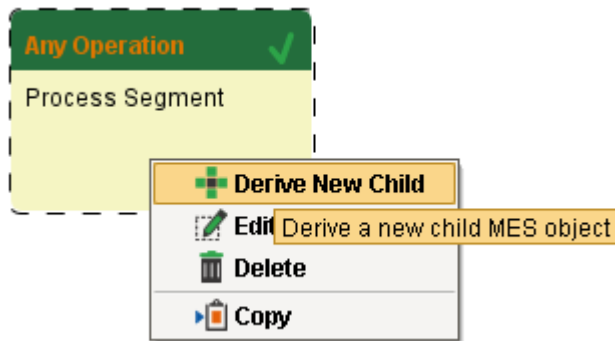 Any Operation
Process Segment
Derive New Child
Edit
Derive a new child MES object
Delete
Copy